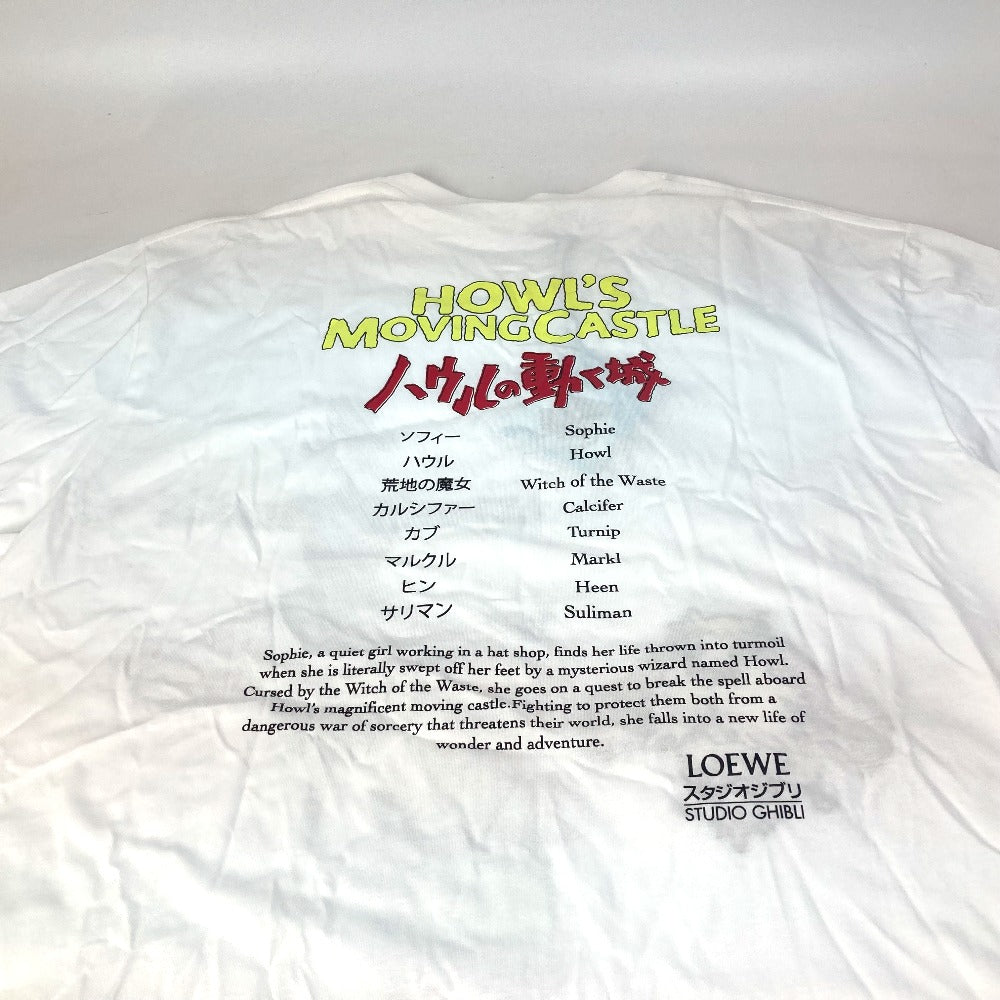 HOWL'S
MOVING CASTLE
ハウルの動く城
ソフィー Sophie
ハウル Howl
荒地の魔女 Witch of the Waste
カルシファー Calcifer
カブ Turnip
マルクル Markl
ヒン Heen
サリマン Suliman
Sophie, a quiet girl working in a hat shop, finds her life thrown into turmoil
when she is literally swept off her feet by a mysterious wizard named Howl.
Cursed by the Witch of the Waste, she goes on a quest to break the spell aboard
Howl's magnificent moving castle.Fighting to protect them both from a
dangerous war of sorcery that threatens their world, she falls into a new life of
wonder and adventure.
LOEWE
スタジオジブリ
STUDIO GHIBLI